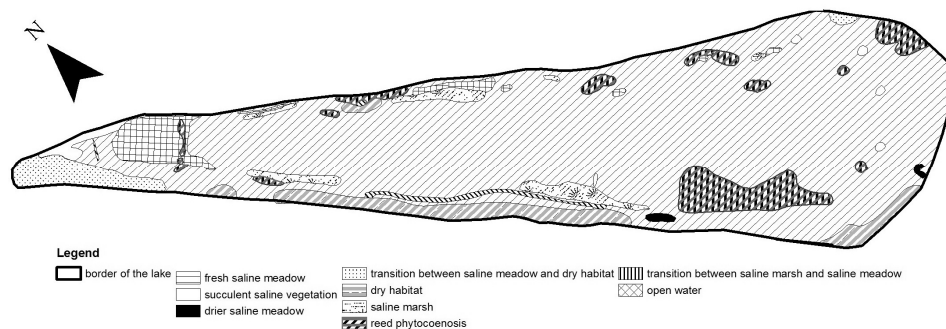 N
Legend
border of the lake
fresh saline meadow
succulent saline vegetation
drier saline meadow
transition between saline meadow and dry habitat
dry habitat
saline marsh
reed phytocoenosis
transition between saline marsh and saline meadow
open water